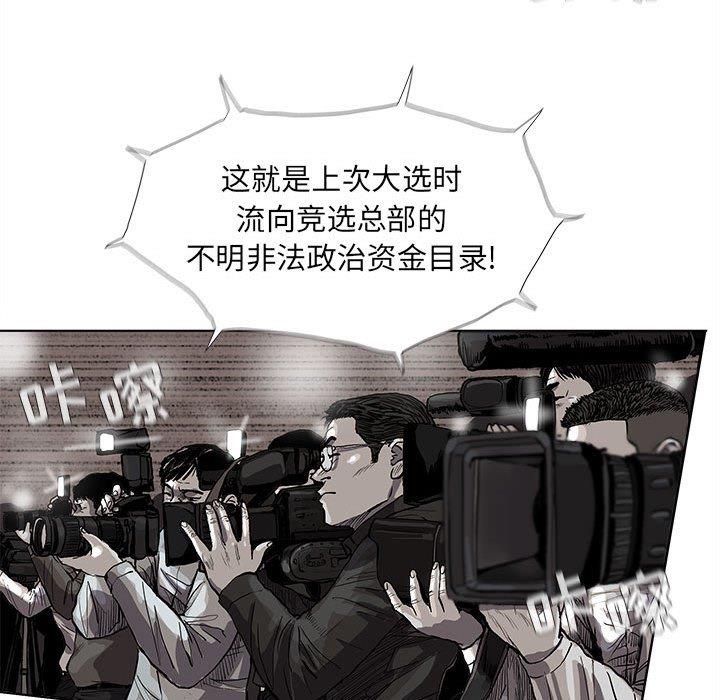 这就是上次大选时
流向竞选总部的
不明非法政治资金目录!
咔嚓
咔嚓